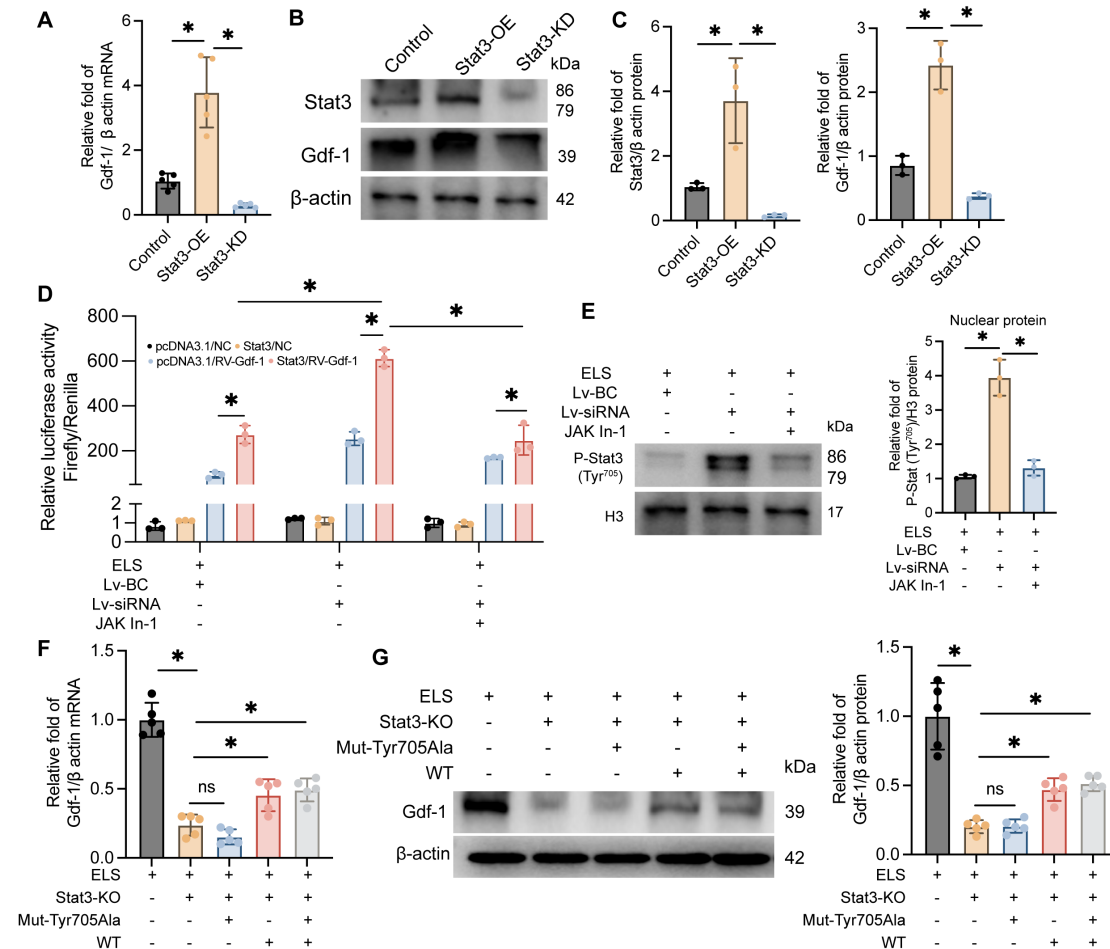 A
Relative fold of
Gdf-1/ β actin mRNA
6
4
2
0
*
*
Control
Stat3-OE
Stat3-KD
B
Control
Stat3-OE
Stat3-KD
kDa
Stat3
86
79
Gdf-1
39
β-actin
42
C
Relative fold of
Stat3/β actin protein
6
4
2
0
*
*
Control
Stat3-OE
Stat3-KD
Relative fold of
Gdf-1/β actin protein
3
2
1
0
*
*
Control
Stat3-OE
Stat3-KD
D
Relative luciferase activity
Firefly/Renilla
800
600
400
200
2
1
0
pcDNA3.1/NC Stat3/NC
pcDNA3.1/RV-Gdf-1 Stat3/RV-Gdf-1
*
*
*
*
*
ELS + + +
Lv-BC +
Lv-siRNA - + +
JAK In-1 - - +
E
ELS + + +
Lv-BC + - -
Lv-siRNA - + +
JAK In-1 - - +
kDa
P-Stat3
(Tyr⁷⁰⁵)
86
79
H3
17
Nuclear protein
Relative fold of
P-Stat (Tyr⁷⁰⁵)/H3 protein
5
4
3
2
1
0
*
*
ELS + + +
Lv-BC + - -
Lv-siRNA - + +
JAK In-1 - - +
F
Relative fold of
Gdf-1/β actin mRNA
1.5
1.0
0.5
0.0
*
*
*
ns
ELS + + + + +
Stat3-KO - + + + +
Mut-Tyr705Ala - - + - +
WT - - - + +
G
ELS + + + + +
Stat3-KO - + + + +
Mut-Tyr705Ala - - + - +
WT - - - + +
kDa
Gdf-1
39
β-actin
42
Relative fold of
Gdf-1/β actin protein
1.5
1.0
0.5
0.0
*
*
*
ns
ELS + + + + +
Stat3-KO - + + + +
Mut-Tyr705Ala - - + - +
WT - - - + +